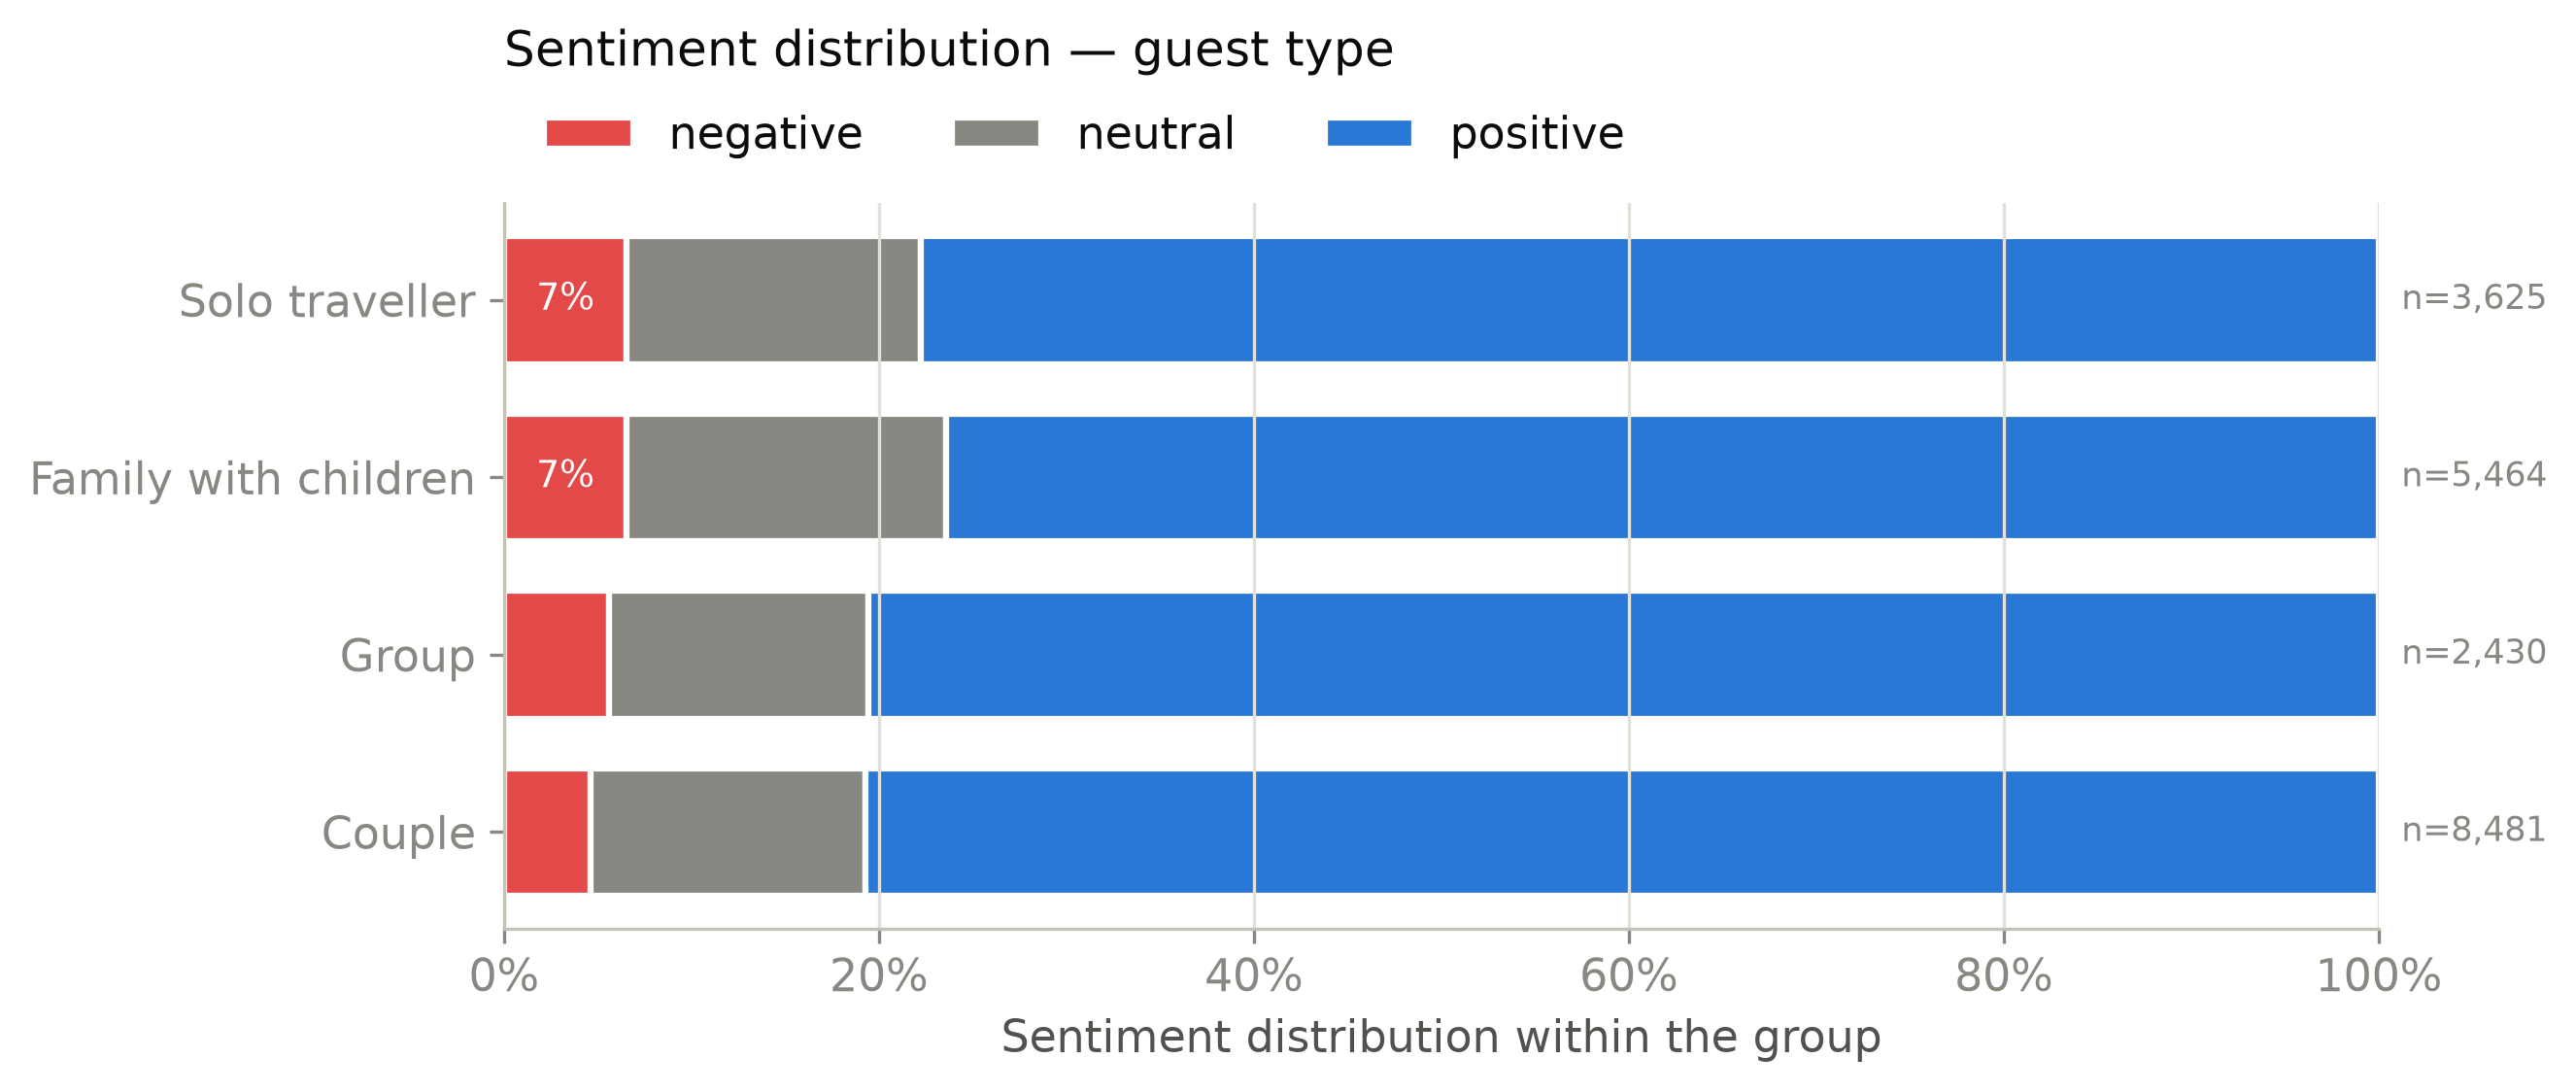 Sentiment distribution — guest type
negative neutral positive
Solo traveller 7% n=3,625
Family with children 7% n=5,464
Group n=2,430
Couple n=8,481
0% 20% 40% 60% 80% 100%
Sentiment distribution within the group